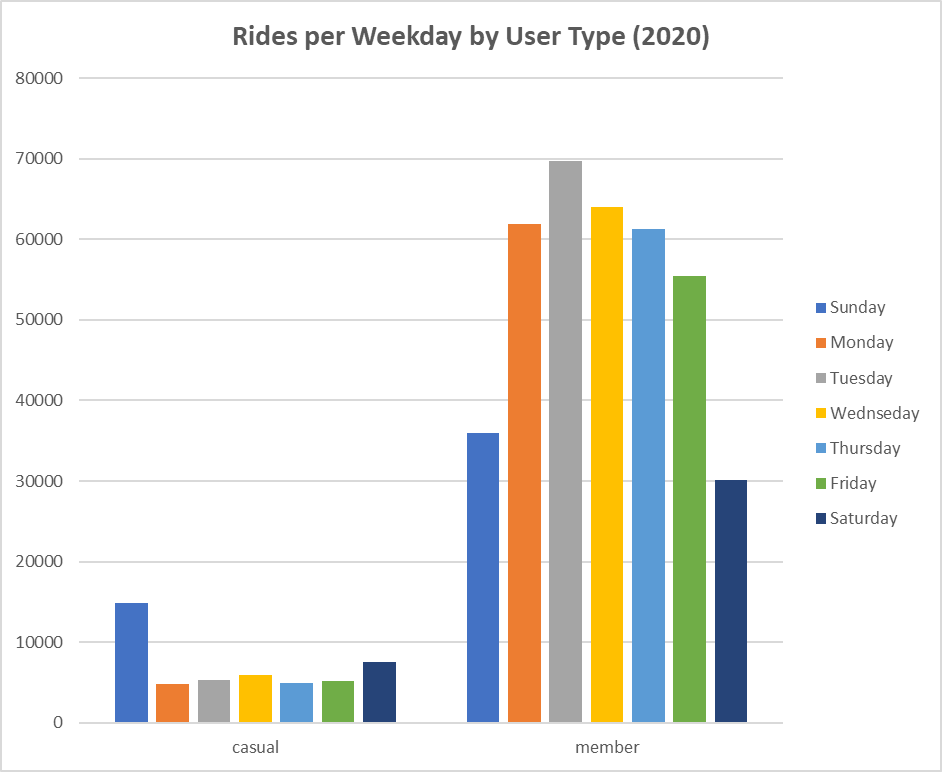 Rides per Weekday by User Type (2020)
80000
70000
60000
50000
40000
30000
20000
10000
0
casual
member
Sunday
Monday
Tuesday
Wednseday
Thursday
Friday
Saturday